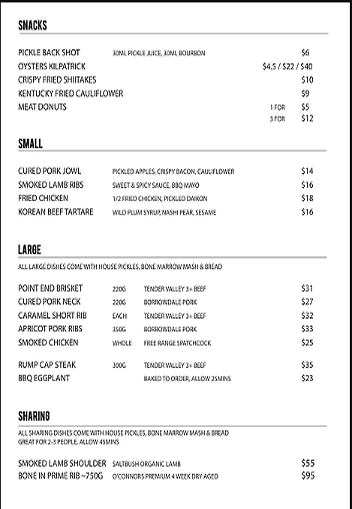 SNACKS
PICKLE BACK SHOT 30ML PICKLE JUICE, 30ML BOURBON $6
OYSTERS KILPATRICK $4.5 / $22 / $40
CRISPY FRIED SHIITAKES $10
KENTUCKY FRIED CAULIFLOWER $9
MEAT DONUTS 1 FOR $5
3 FOR $12
SMALL
CURED PORK JOWL PICKLED APPLES, CRISPY BACON, CAULIFLOWER $14
SMOKED LAMB RIBS SWEET & SPICY SAUCE, BBQ MAYO $16
FRIED CHICKEN 1/2 FRIED CHICKEN, PICKLED DAIKON $18
KOREAN BEEF TARTARE WILD PLUM SYRUP, NASHI PEAR, SESAME $16
LARGE
ALL LARGE DISHES COME WITH HOUSE PICKLES, BONE MARROW MASH & BREAD
POINT END BRISKET 220G TENDER VALLEY 3+ BEEF $31
CURED PORK NECK 220G BORROWDALE PORK $27
CARAMEL SHORT RIB EACH TENDER VALLEY 3+ BEEF $32
APRICOT PORK RIBS 350G BORROWDALE PORK $33
SMOKED CHICKEN WHOLE FREE RANGE SPATCHCOCK $25
RUMP CAP STEAK 300G TENDER VALLEY 3+ BEEF $35
BBQ EGGPLANT BAKED TO ORDER, ALLOW 25MINS $23
SHARING
ALL SHARING DISHES COME WITH HOUSE PICKLES, BONE MARROW MASH & BREAD
GREAT FOR 2-3 PEOPLE, ALLOW 45MINS
SMOKED LAMB SHOULDER SALTBUSH ORGANIC LAMB $55
BONE IN PRIME RIB ~750G O'CONNORS PREMIUM 4 WEEK DRY AGED $95